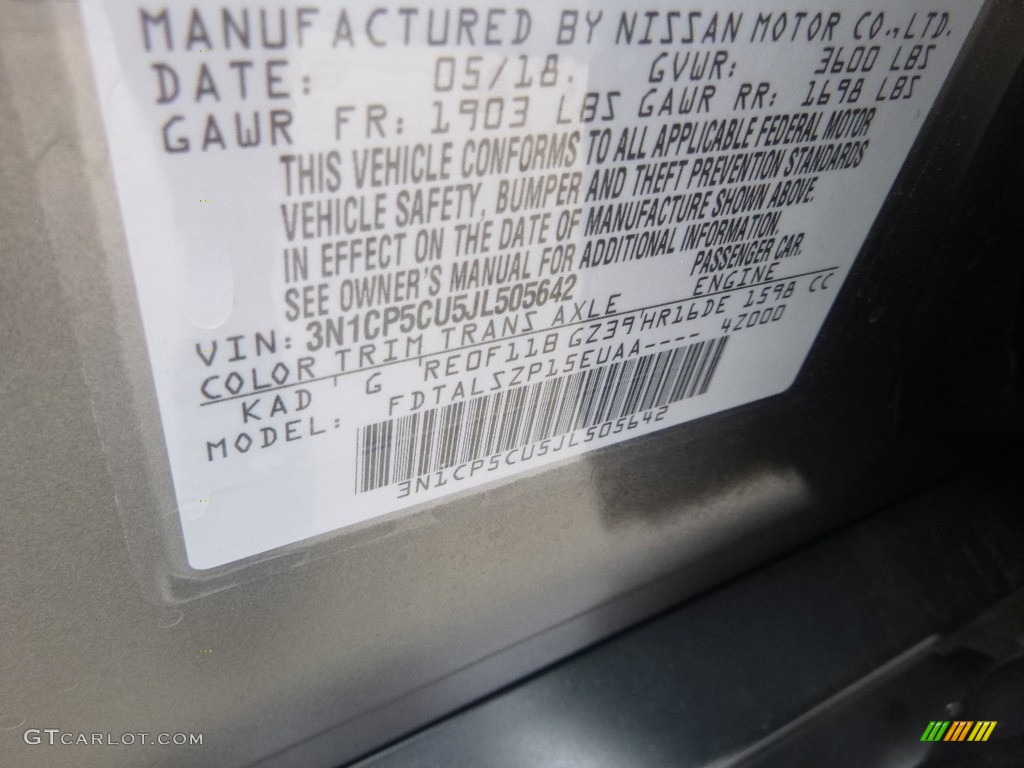 MANUFACTURED BY NISSAN MOTOR CO., LTD.
DATE: 05/18. GVWR: 3600 LBS
GAWR FR: 1903 LBS GAWR RR: 1698 LBS
THIS VEHICLE CONFORMS TO ALL APPLICABLE FEDERAL MOTOR
VEHICLE SAFETY, BUMPER AND THEFT PREVENTION STANDARDS
IN EFFECT ON THE DATE OF MANUFACTURE SHOWN ABOVE.
SEE OWNER'S MANUAL FOR ADDITIONAL INFORMATION.
VIN: 3N1CP5CU5JL505642 PASSENGER CAR.
COLOR TRIM TRANS AXLE ENGINE
KAD ' G ' RE0F11B GZ39'HR16DE 1598 CC
MODEL: FDTALSZP15EUAA---- 4Z000
3N1CP5CU5JL505642
GTCARLOT.COM